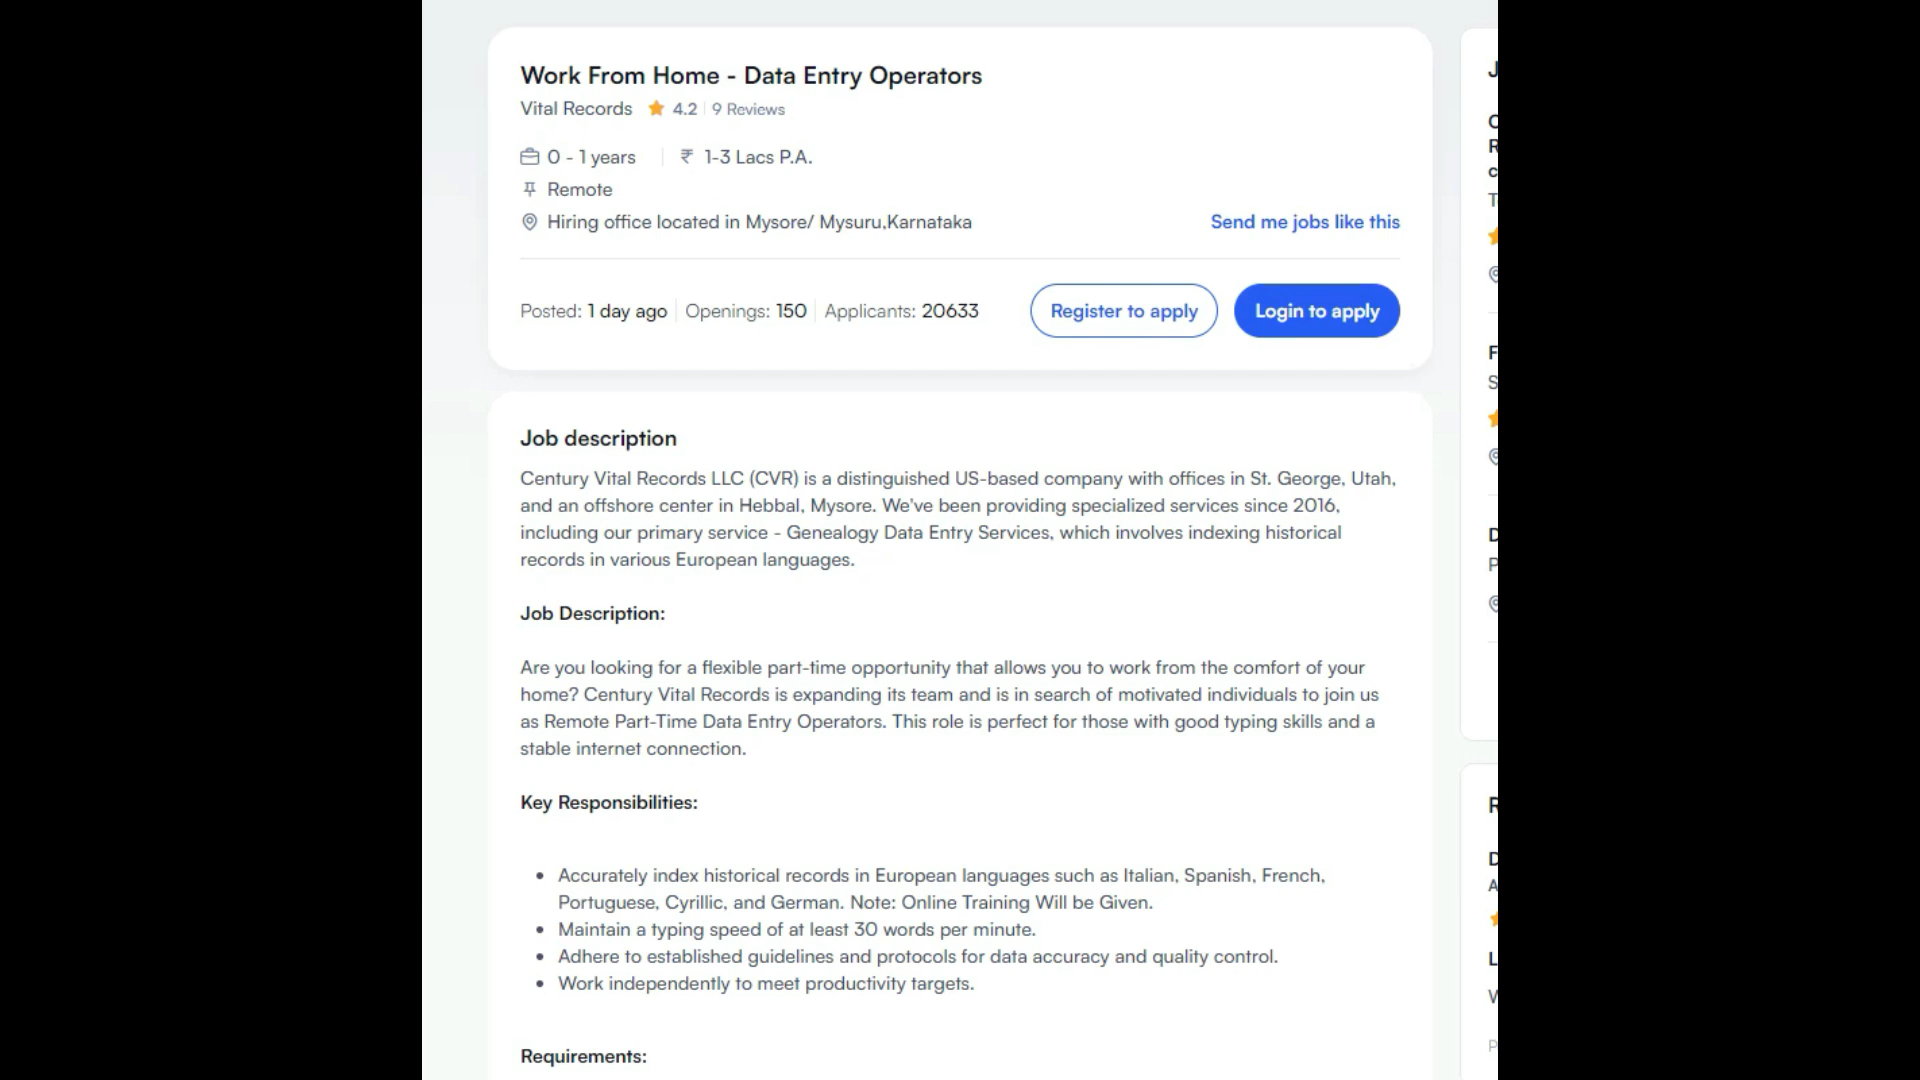 Work From Home - Data Entry Operators
Vital Records 4.2 9 Reviews
0 - 1 years ₹ 1-3 Lacs P.A.
Remote
Hiring office located in Mysore/ Mysuru,Karnataka Send me jobs like this
Posted: 1 day ago Openings: 150 Applicants: 20633 Register to apply Login to apply
Job description
Century Vital Records LLC (CVR) is a distinguished US-based company with offices in St. George, Utah,
and an offshore center in Hebbal, Mysore. We've been providing specialized services since 2016,
including our primary service - Genealogy Data Entry Services, which involves indexing historical
records in various European languages.
Job Description:
Are you looking for a flexible part-time opportunity that allows you to work from the comfort of your
home? Century Vital Records is expanding its team and is in search of motivated individuals to join us
as Remote Part-Time Data Entry Operators. This role is perfect for those with good typing skills and a
stable internet connection.
Key Responsibilities:
• Accurately index historical records in European languages such as Italian, Spanish, French,
Portuguese, Cyrillic, and German. Note: Online Training Will be Given.
• Maintain a typing speed of at least 30 words per minute.
• Adhere to established guidelines and protocols for data accuracy and quality control.
• Work independently to meet productivity targets.
Requirements: